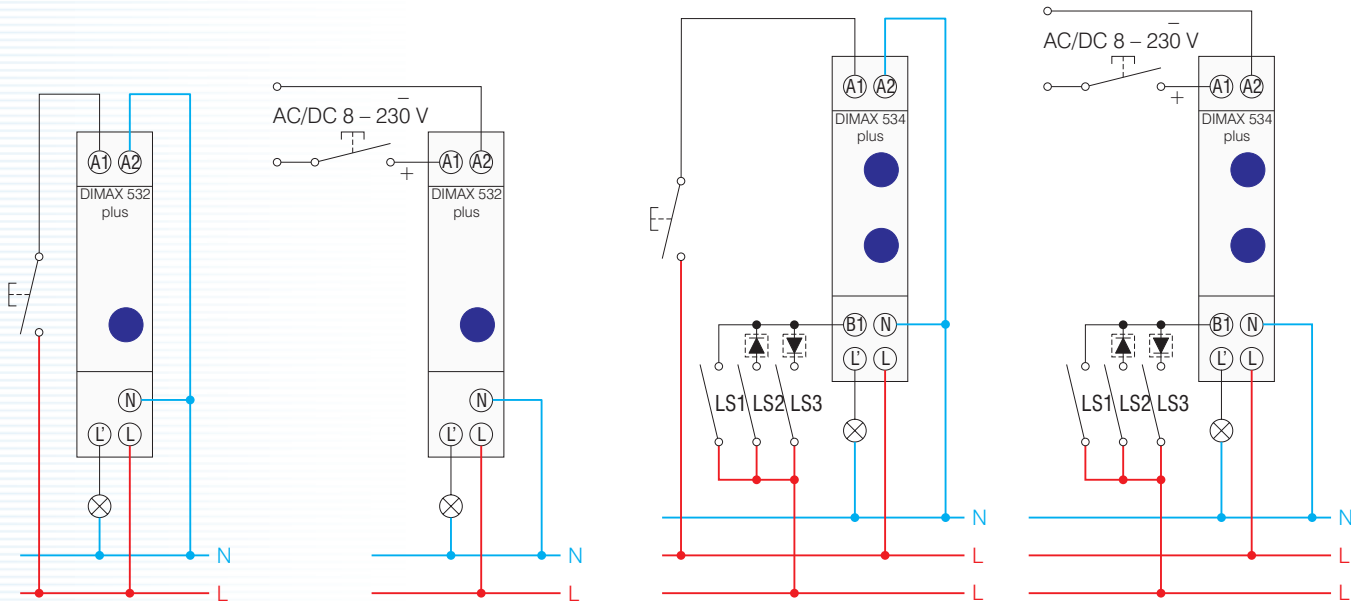 A1 A2
DIMAX 532
plus
N
L' L
N
L
AC/DC 8 – 230 V
+
A1 A2
DIMAX 532
plus
N
L' L
N
L
A1 A2
DIMAX 534
plus
B1 N
L' L
LS1 LS2 LS3
N
L
L
AC/DC 8 – 230 V
+
A1 A2
DIMAX 534
plus
B1 N
L' L
LS1 LS2 LS3
N
L
L